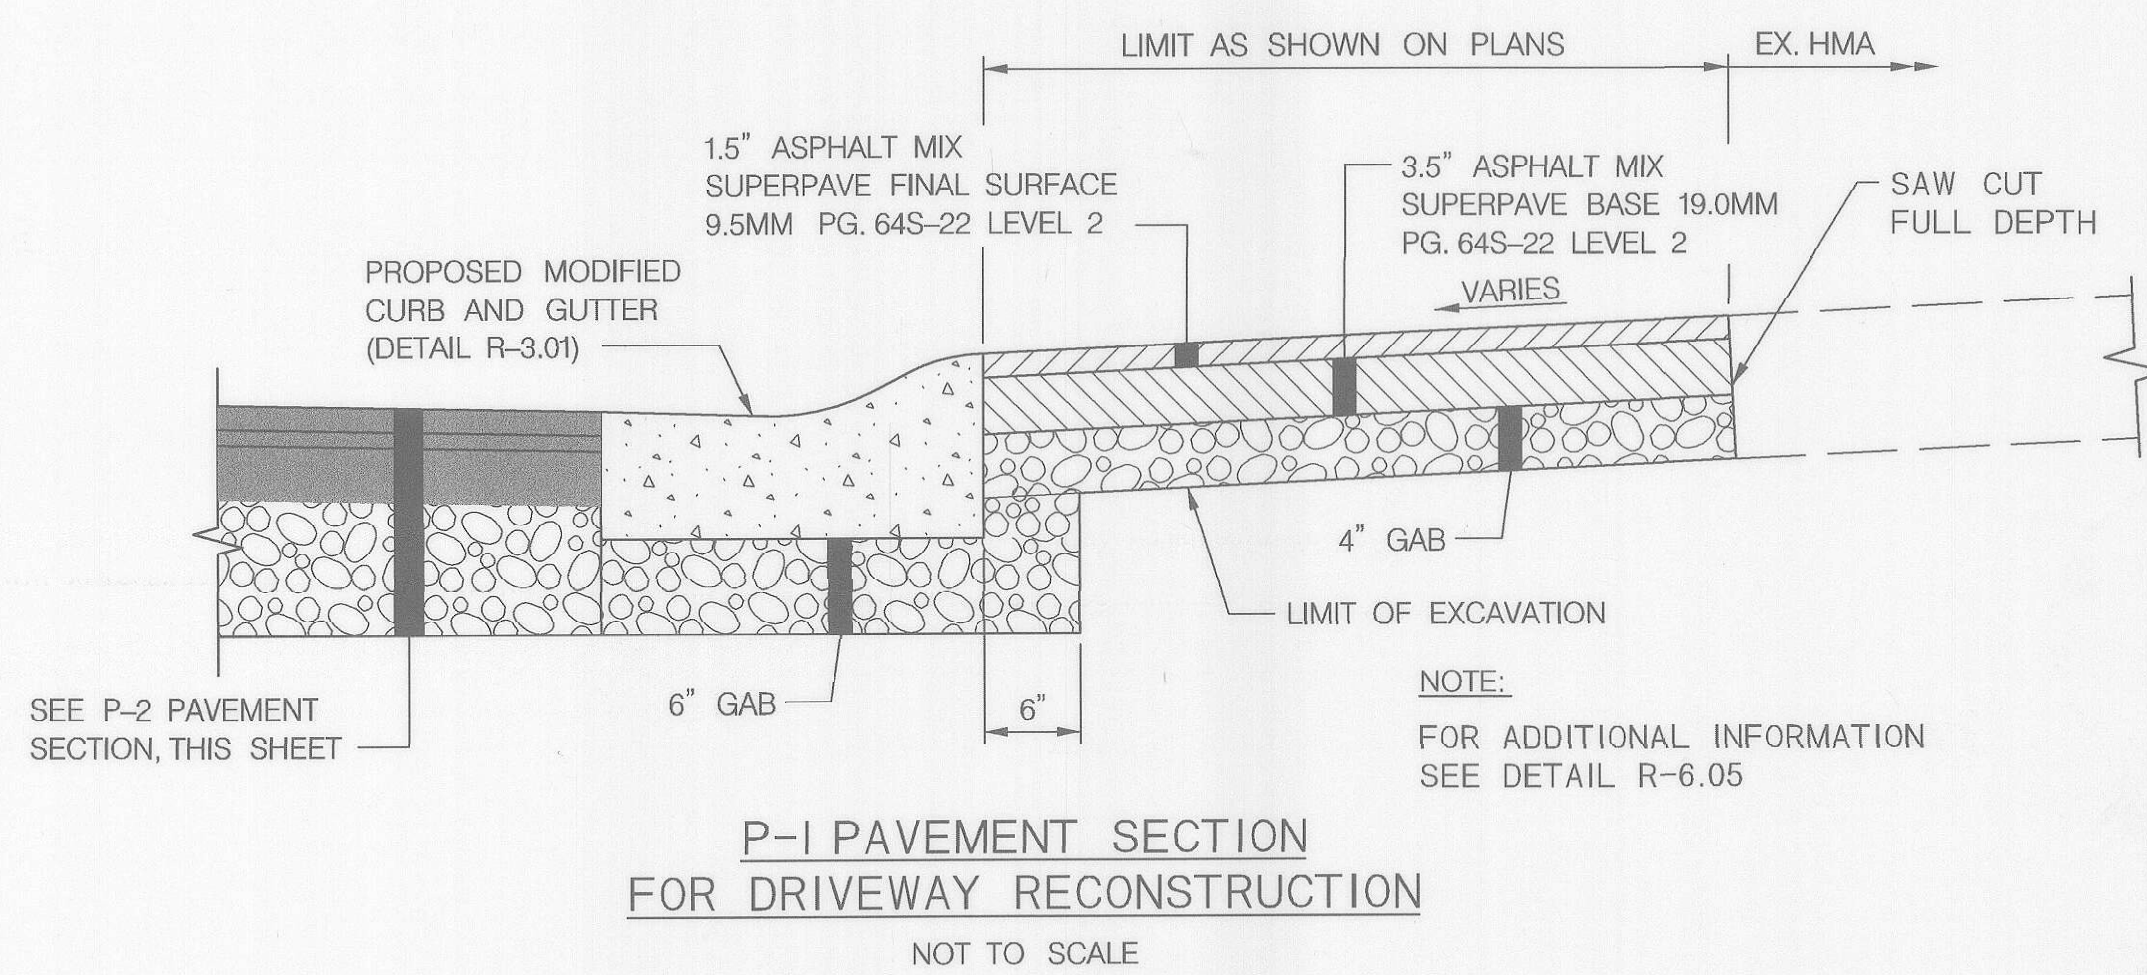 LIMIT AS SHOWN ON PLANS
EX. HMA
1.5" ASPHALT MIX
SUPERPAVE FINAL SURFACE
9.5MM PG. 64S-22 LEVEL 2
3.5" ASPHALT MIX
SUPERPAVE BASE 19.0MM
PG. 64S-22 LEVEL 2
SAW CUT
FULL DEPTH
VARIES
PROPOSED MODIFIED
CURB AND GUTTER
(DETAIL R-3.01)
4" GAB
LIMIT OF EXCAVATION
SEE P-2 PAVEMENT
SECTION, THIS SHEET
6" GAB
6"
NOTE:
FOR ADDITIONAL INFORMATION
SEE DETAIL R-6.05
P-1 PAVEMENT SECTION
FOR DRIVEWAY RECONSTRUCTION
NOT TO SCALE